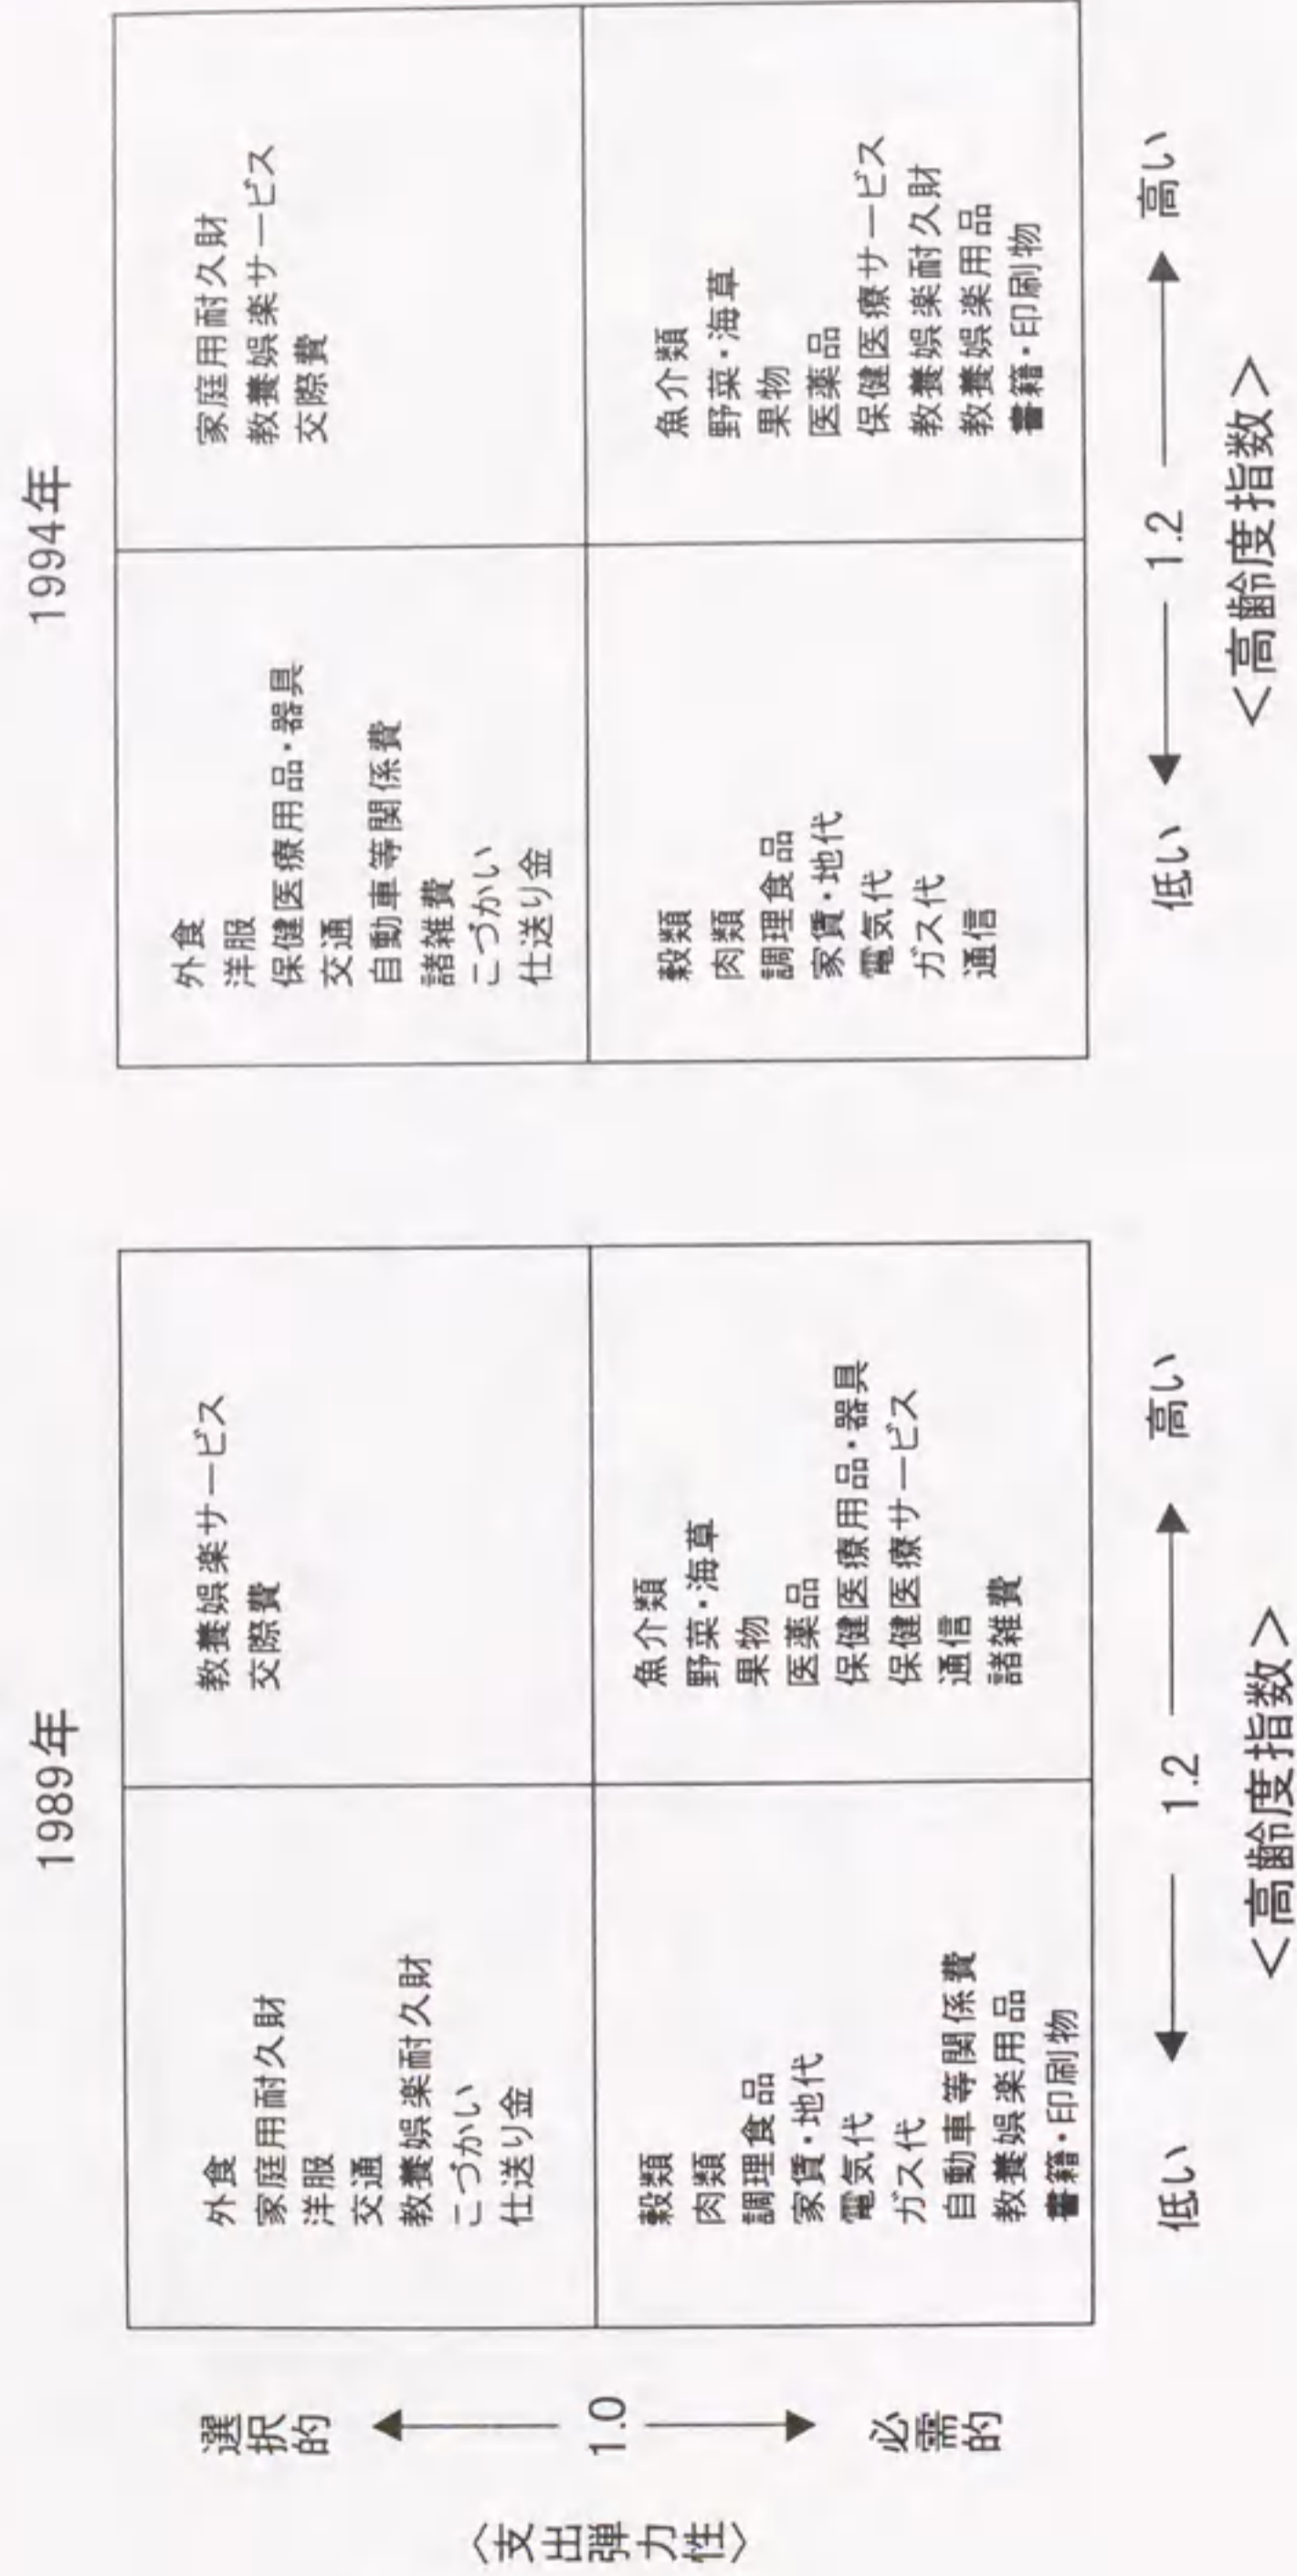 1989年
1994年
〈支出弾力性〉
選択的
1.0
必需的
外食
家庭用耐久財
洋服
交通
教養娯楽耐久財
こづかい
仕送り金
教養娯楽サービス
交際費
穀類
肉類
調理食品
家賃・地代
電気代
ガス代
自動車等関係費
教養娯楽用品
書籍・印刷物
魚介類
野菜・海草
果物
医薬品
保健医療用品・器具
保健医療サービス
通信
諸雑費
低い
1.2
高い
<高齢度指数>
外食
洋服
保健医療用品・器具
交通
自動車等関係費
諸雑費
こづかい
仕送り金
家庭用耐久財
教養娯楽サービス
交際費
穀類
肉類
調理食品
家賃・地代
電気代
ガス代
通信
魚介類
野菜・海草
果物
医薬品
保健医療サービス
教養娯楽耐久財
教養娯楽用品
書籍・印刷物
低い
1.2
高い
<高齢度指数>